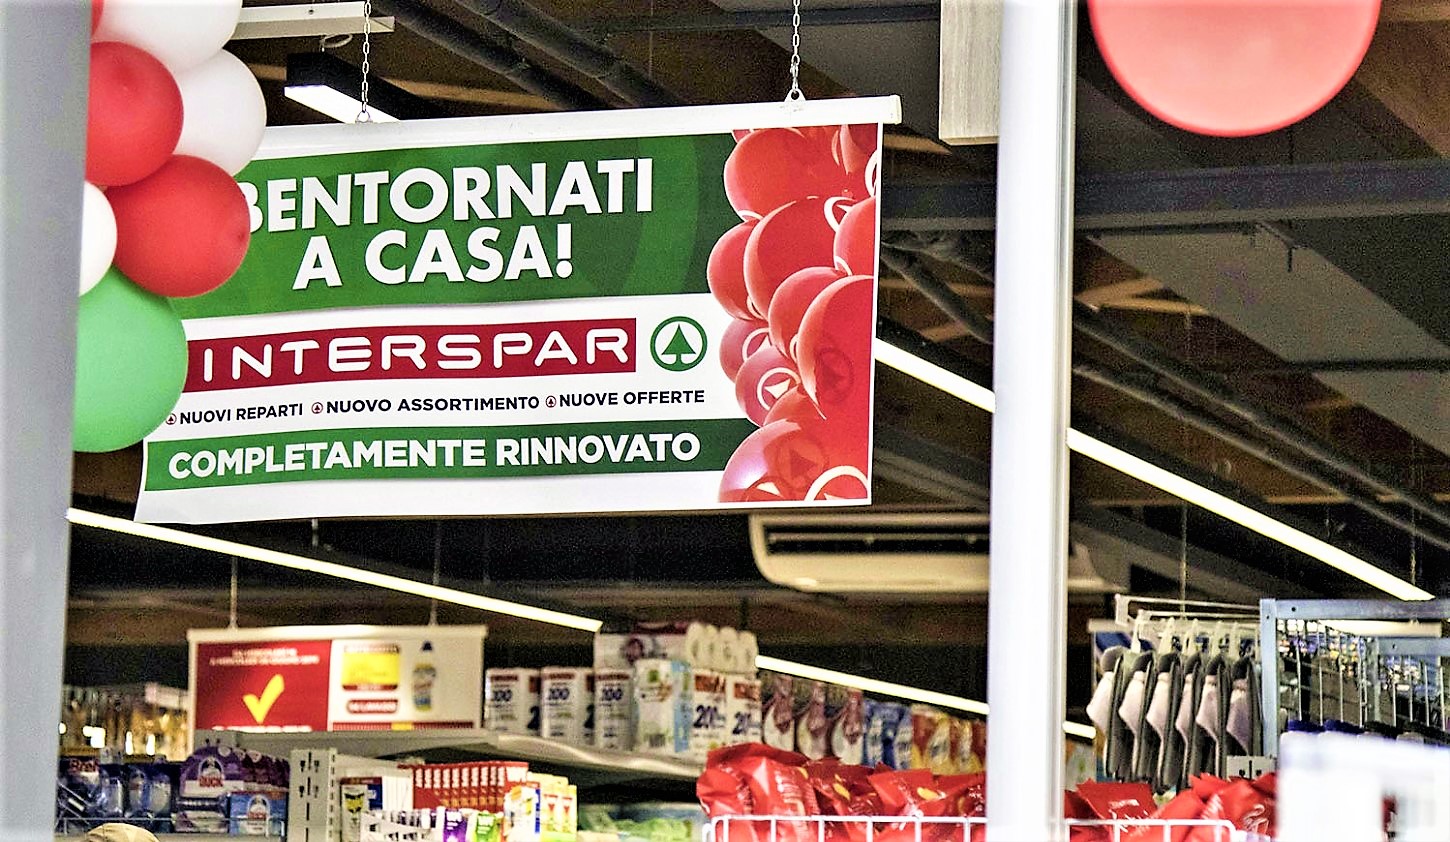 BENTORNATI
A CASA!
INTERSPAR
NUOVI REPARTI NUOVO ASSORTIMENTO NUOVE OFFERTE
COMPLETAMENTE RINNOVATO